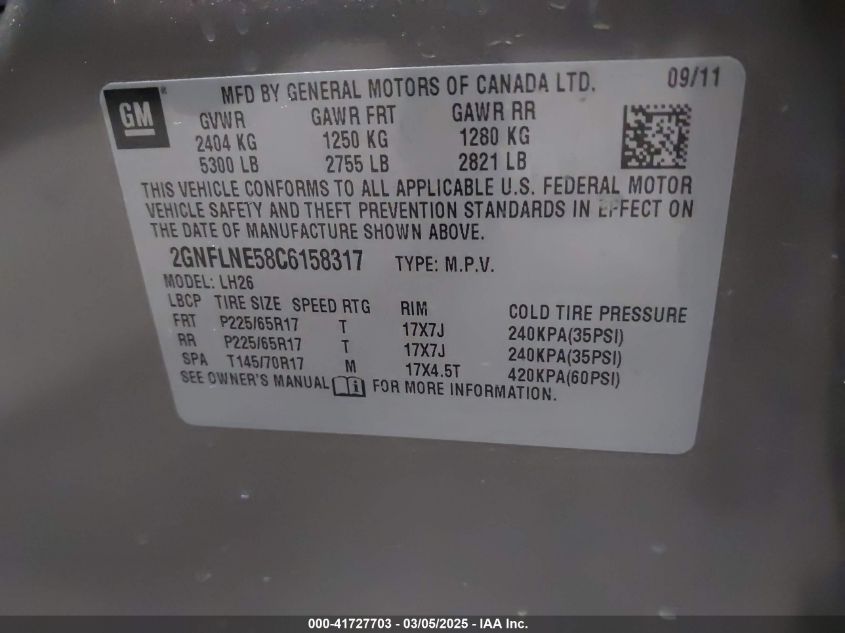 GM ®
MFD BY GENERAL MOTORS OF CANADA LTD. 09/11
GVWR GAWR FRT GAWR RR
2404 KG 1250 KG 1280 KG
5300 LB 2755 LB 2821 LB
THIS VEHICLE CONFORMS TO ALL APPLICABLE U.S. FEDERAL MOTOR
VEHICLE SAFETY AND THEFT PREVENTION STANDARDS IN EFFECT ON
THE DATE OF MANUFACTURE SHOWN ABOVE.
2GNFLNE58C6158317 TYPE: M.P.V.
MODEL: LH26
LBCP TIRE SIZE SPEED RTG RIM COLD TIRE PRESSURE
FRT P225/65R17 T 17X7J 240KPA(35PSI)
RR P225/65R17 T 17X7J 240KPA(35PSI)
SPA T145/70R17 M 17X4.5T 420KPA(60PSI)
SEE OWNER'S MANUAL FOR MORE INFORMATION.
000-41727703 - 03/05/2025 - IAA Inc.